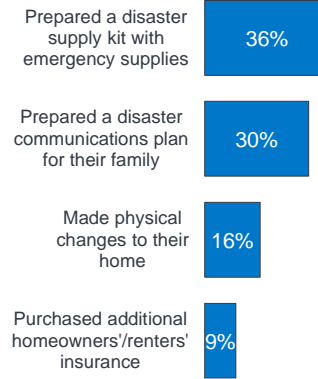 Prepared a disaster
supply kit with
emergency supplies
36%
Prepared a disaster
communications plan
for their family
30%
Made physical
changes to their
home
16%
Purchased additional
homeowners'/renters'
insurance
9%